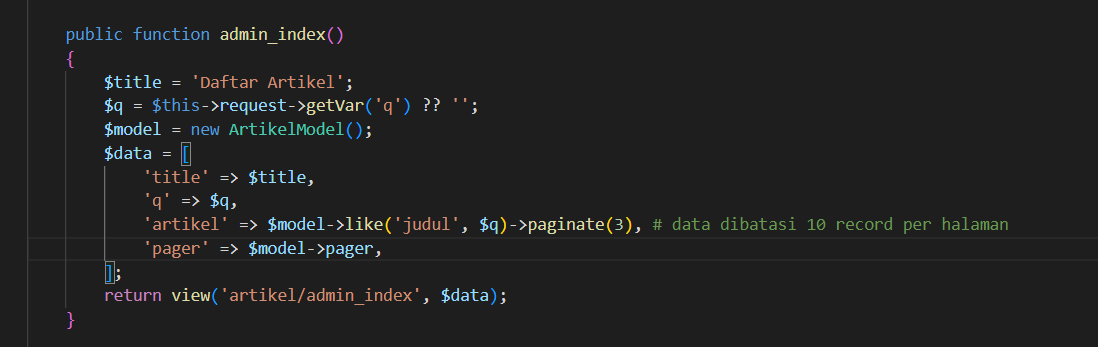 public function admin_index()
{
$title = 'Daftar Artikel';
$q = $this->request->getVar('q') ?? '';
$model = new ArtikelModel();
$data = [
'title' => $title,
'q' => $q,
'artikel' => $model->like('judul', $q)->paginate(3), # data dibatasi 10 record per halaman
'pager' => $model->pager,
];
return view('artikel/admin_index', $data);
}